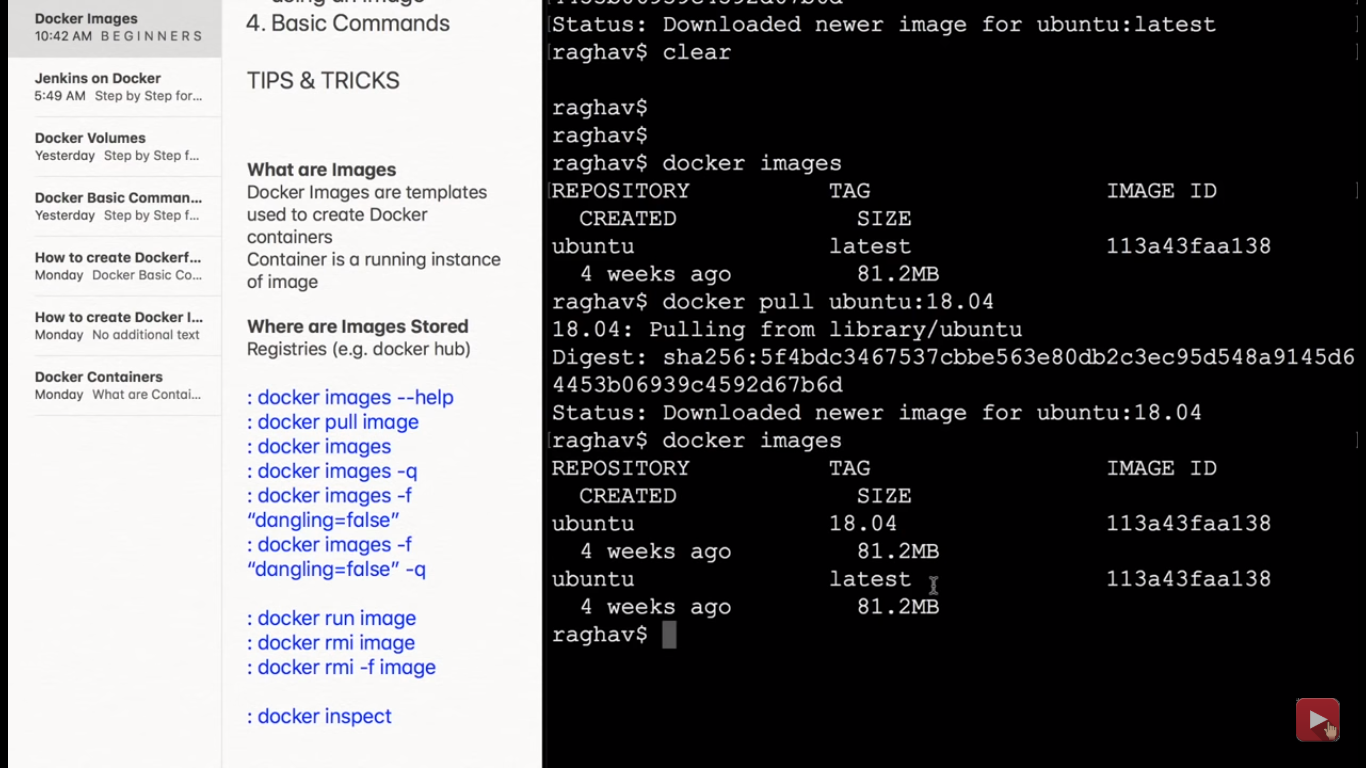 Docker Images
10:42 AM BEGINNERS
Jenkins on Docker
5:49 AM Step by Step for...
Docker Volumes
Yesterday Step by Step f...
Docker Basic Comman...
Yesterday Step by Step f...
How to create Dockerf...
Monday Docker Basic Co...
How to create Docker I...
Monday No additional text
Docker Containers
Monday What are Contai...
using an Image
4. Basic Commands
TIPS & TRICKS
What are Images
Docker Images are templates
used to create Docker
containers
Container is a running instance
of image
Where are Images Stored
Registries (e.g. docker hub)
: docker images --help
: docker pull image
: docker images
: docker images -q
: docker images -f
“dangling=false”
: docker images -f
“dangling=false” -q
: docker run image
: docker rmi image
: docker rmi -f image
: docker inspect
4453b06939c4592d67b6d
Status: Downloaded newer image for ubuntu:latest
raghav$ clear
raghav$
raghav$
raghav$ docker images
REPOSITORY TAG IMAGE ID
CREATED SIZE
ubuntu latest 113a43faa138
4 weeks ago 81.2MB
raghav$ docker pull ubuntu:18.04
18.04: Pulling from library/ubuntu
Digest: sha256:5f4bdc3467537cbbe563e80db2c3ec95d548a9145d6
4453b06939c4592d67b6d
Status: Downloaded newer image for ubuntu:18.04
raghav$ docker images
REPOSITORY TAG IMAGE ID
CREATED SIZE
ubuntu 18.04 113a43faa138
4 weeks ago 81.2MB
ubuntu latest 113a43faa138
4 weeks ago 81.2MB
raghav$